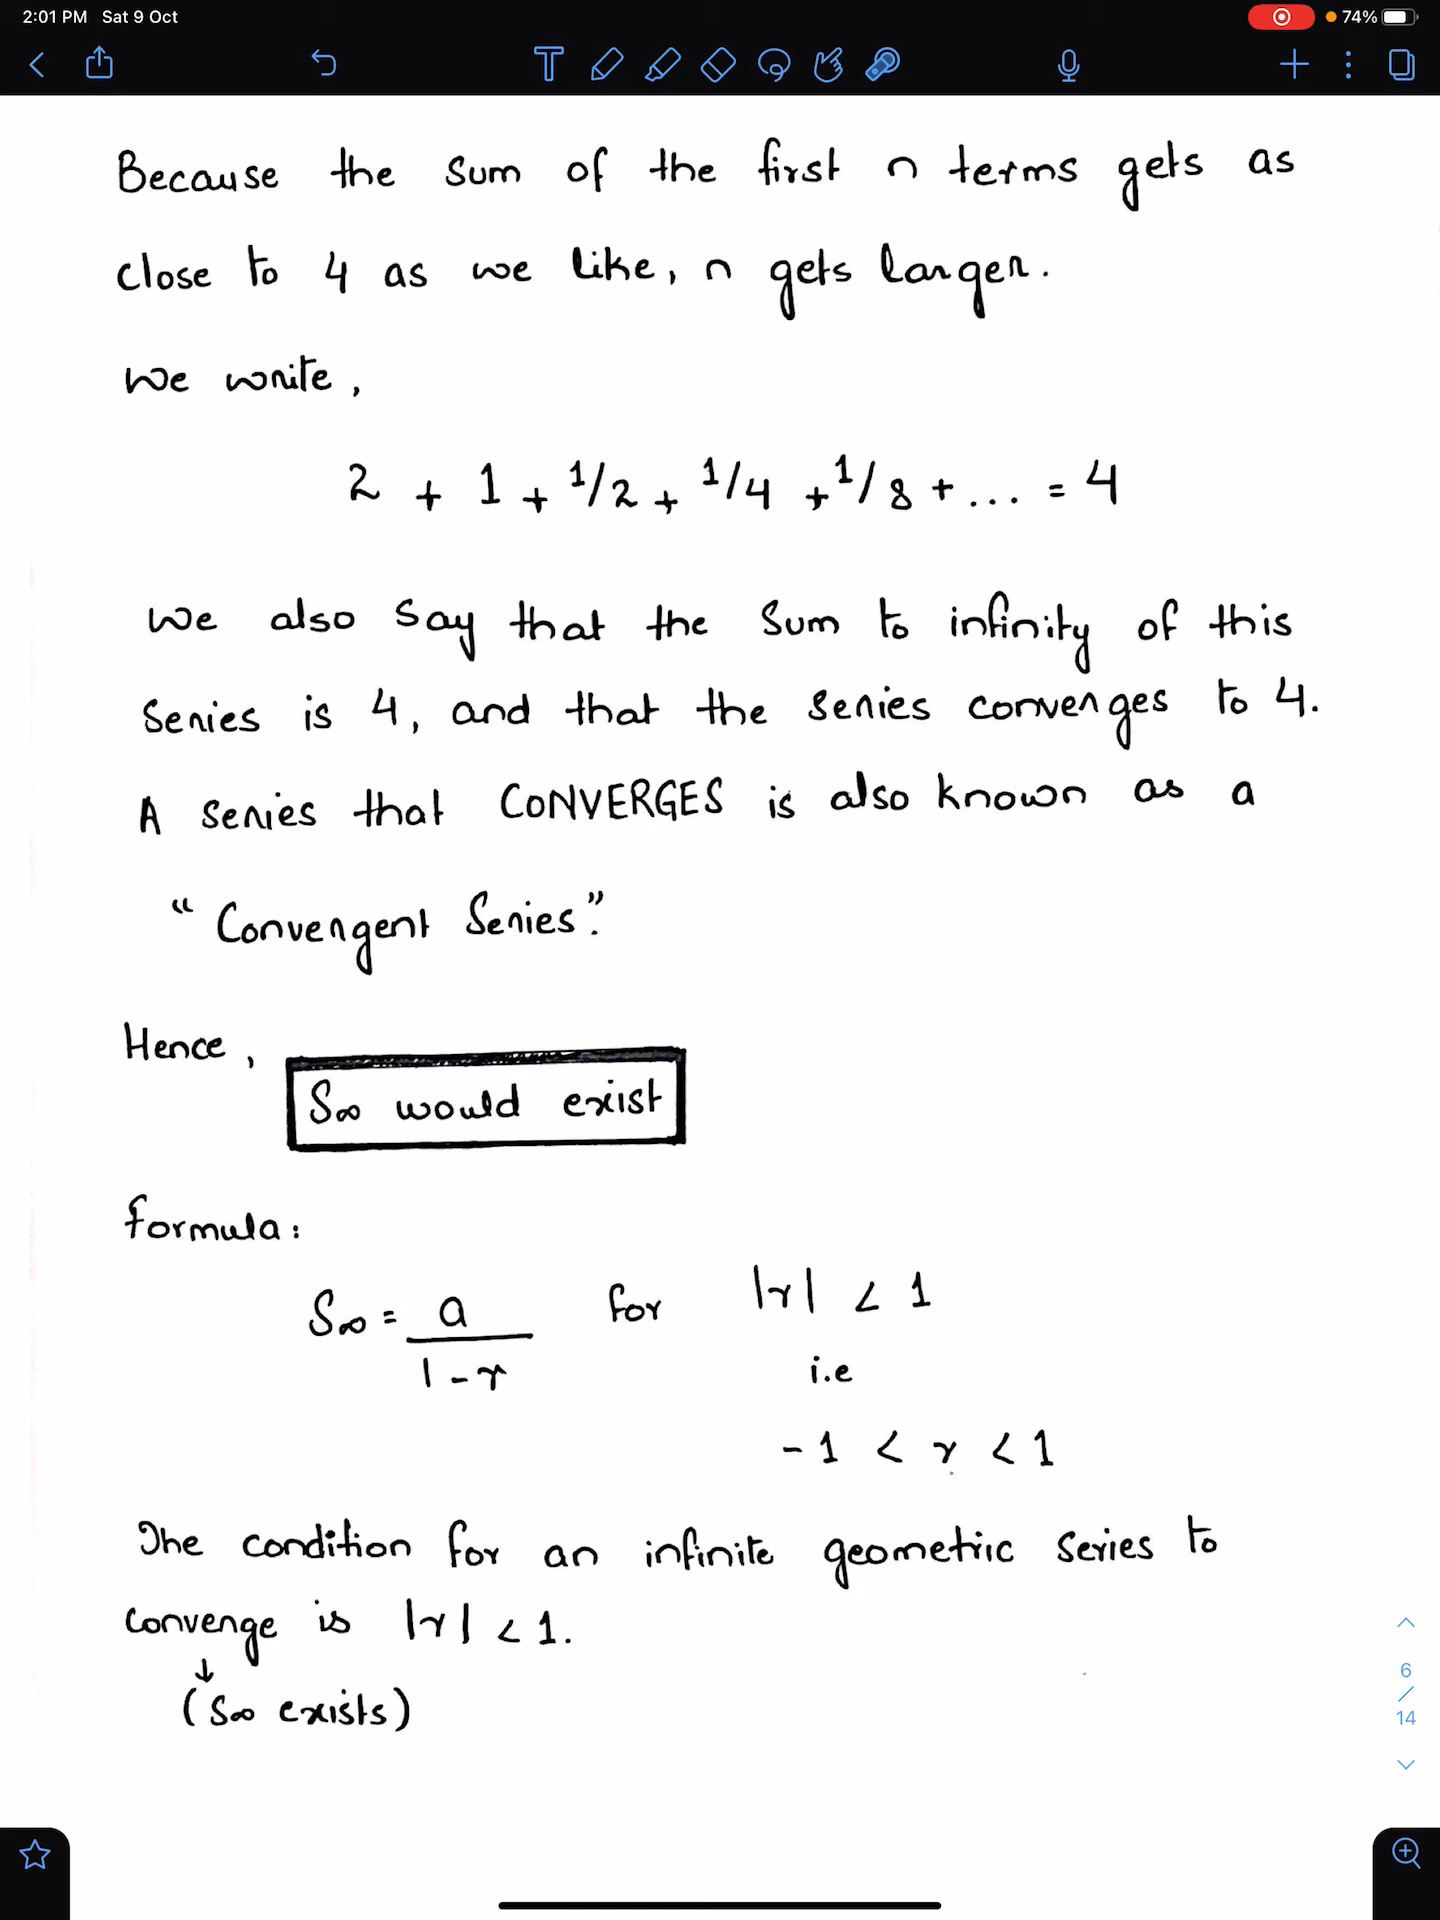 2:01 PM Sat 9 Oct
74%
Because the sum of the first n terms gets as
close to 4 as we like, n gets larger.
We write,
2 + 1 + 1/2 + 1/4 + 1/8 + ... = 4
We also say that the sum to infinity of this
series is 4, and that the series converges to 4.
A series that CONVERGES is also known as a
“Convergent Series”.
Hence,
S∞ would exist
formula:
S∞ = a for |r| < 1
1-r
i.e
-1 < r < 1
The condition for an infinite geometric series to
converge is |r| < 1.
↓
(S∞ exists)
6
/
14